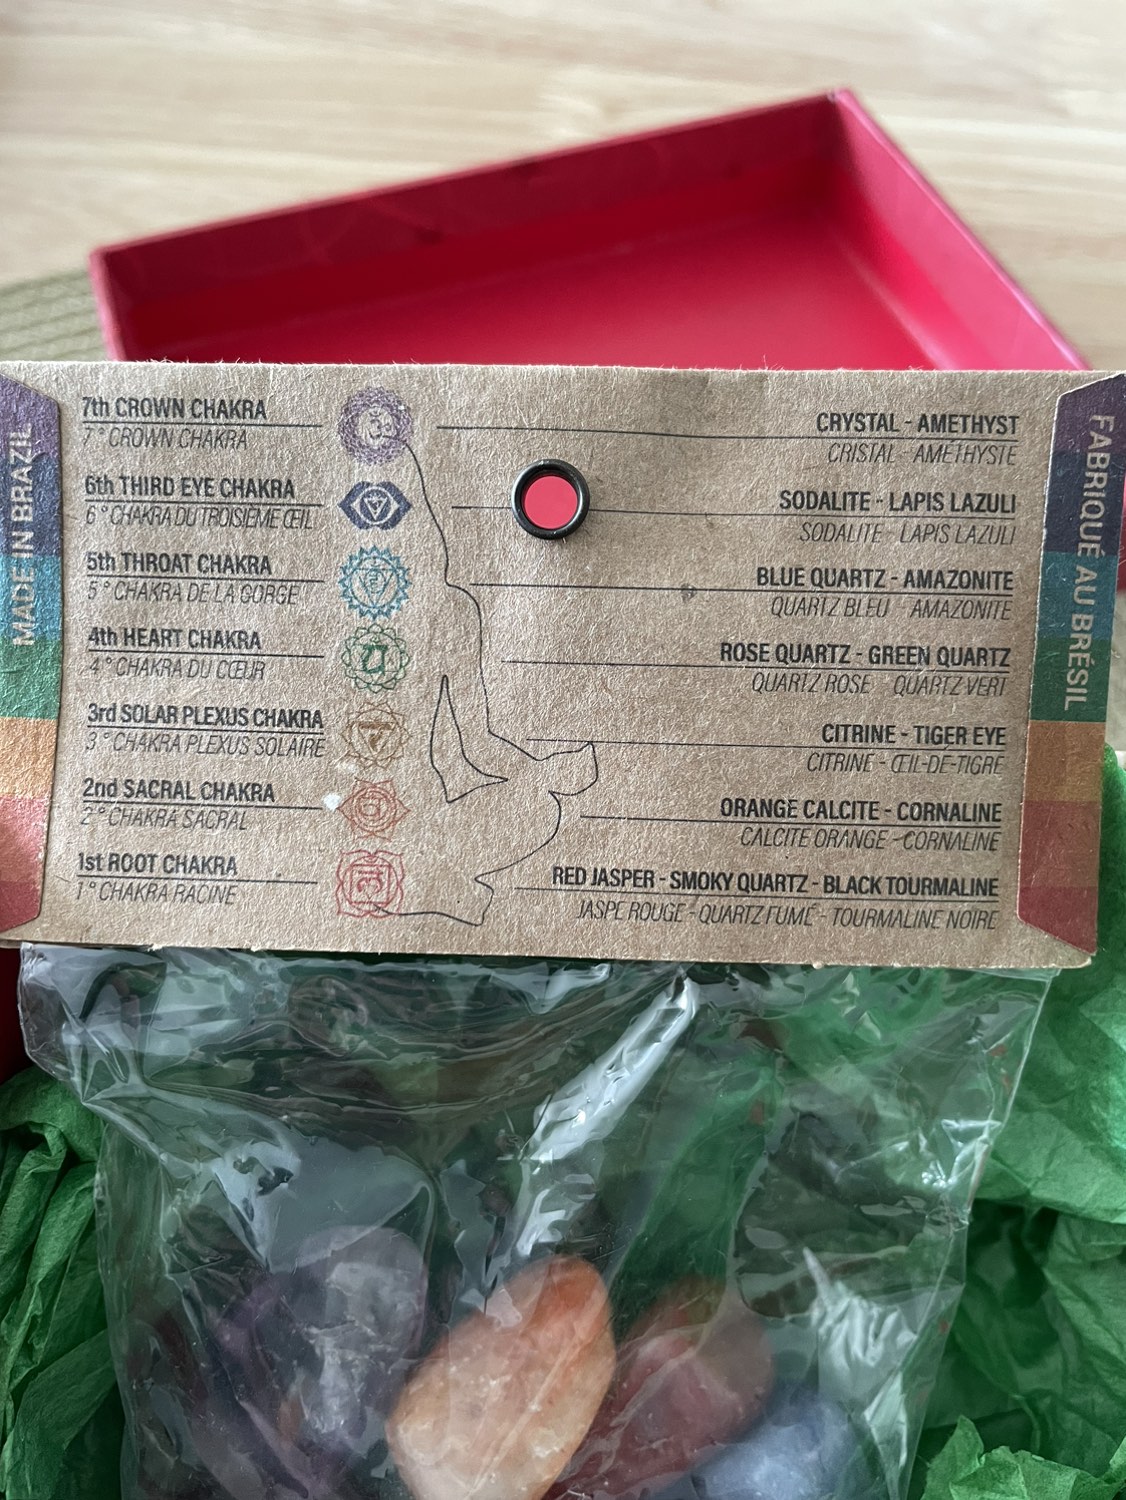 MADE IN BRAZIL
7th CROWN CHAKRA
7° CROWN CHAKRA
CRYSTAL - AMETHYST
CRISTAL - AMÉTHYSTE
6th THIRD EYE CHAKRA
6° CHAKRA DU TROISIÈME ŒIL
SODALITE - LAPIS LAZULI
SODALITE - LAPIS LAZULI
5th THROAT CHAKRA
5° CHAKRA DE LA GORGE
BLUE QUARTZ - AMAZONITE
QUARTZ BLEU - AMAZONITE
4th HEART CHAKRA
4° CHAKRA DU CŒUR
ROSE QUARTZ - GREEN QUARTZ
QUARTZ ROSE QUARTZ VERT
3rd SOLAR PLEXUS CHAKRA
3° CHAKRA PLEXUS SOLAIRE
CITRINE - TIGER EYE
CITRINE - ŒIL-DE-TIGRE
2nd SACRAL CHAKRA
2° CHAKRA SACRAL
ORANGE CALCITE - CORNALINE
CALCITE ORANGE - CORNALINE
1st ROOT CHAKRA
1° CHAKRA RACINE
RED JASPER - SMOKY QUARTZ - BLACK TOURMALINE
JASPE ROUGE - QUARTZ FUMÉ - TOURMALINE NOIRE
FABRIQUÉ AU BRÉSIL